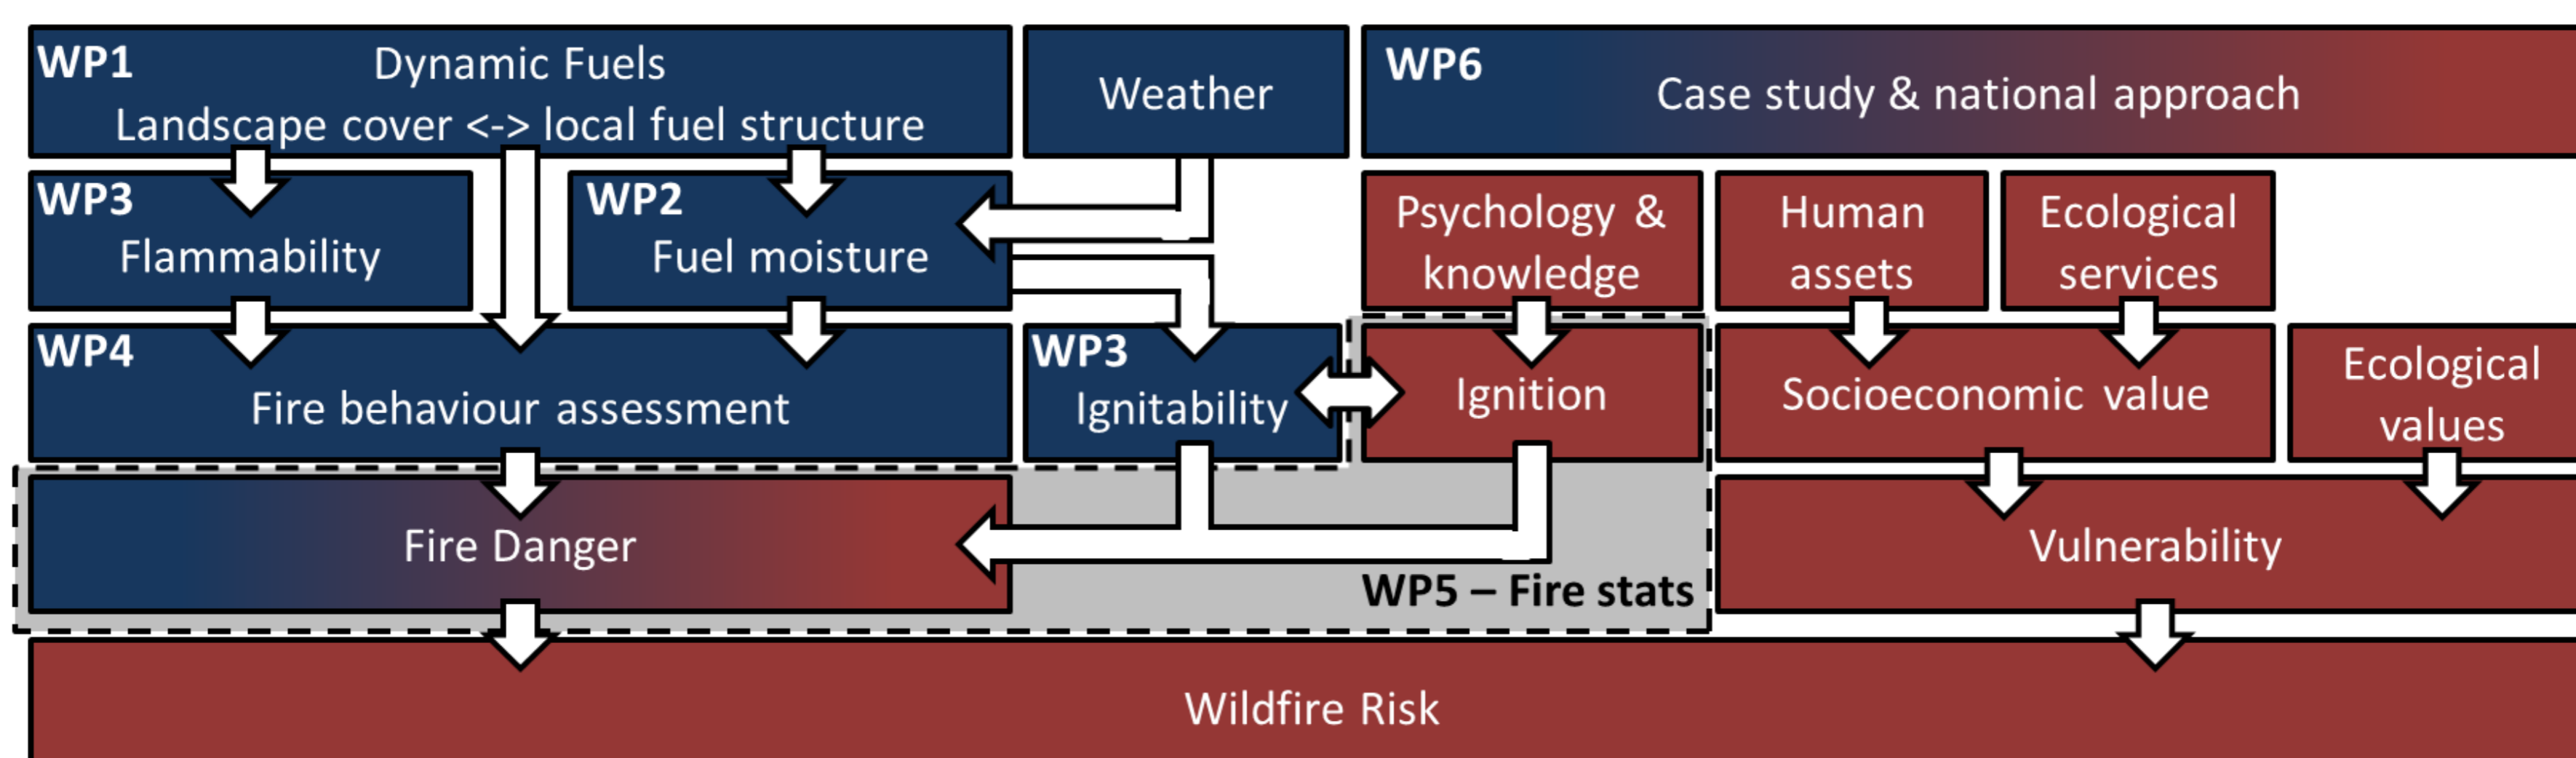 WP1
Dynamic Fuels
Landscape cover <-> local fuel structure
Weather
WP6
Case study & national approach
WP3
Flammability
WP2
Fuel moisture
Psychology &
knowledge
Human
assets
Ecological
services
WP4
Fire behaviour assessment
WP3
Ignitability
Ignition
Socioeconomic value
Ecological
values
Fire Danger
WP5 – Fire stats
Vulnerability
Wildfire Risk